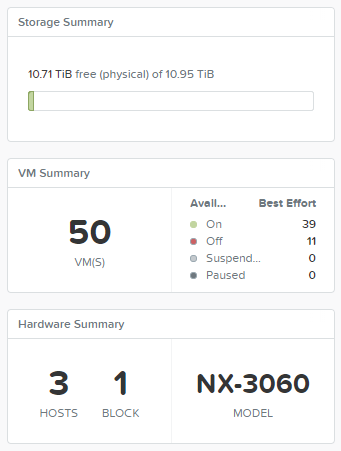 Storage Summary
10.71 TiB free (physical) of 10.95 TiB
VM Summary
50
VM(S)
Avail... Best Effort
On 39
Off 11
Suspend... 0
Paused 0
Hardware Summary
3 1 NX-3060
HOSTS BLOCK MODEL